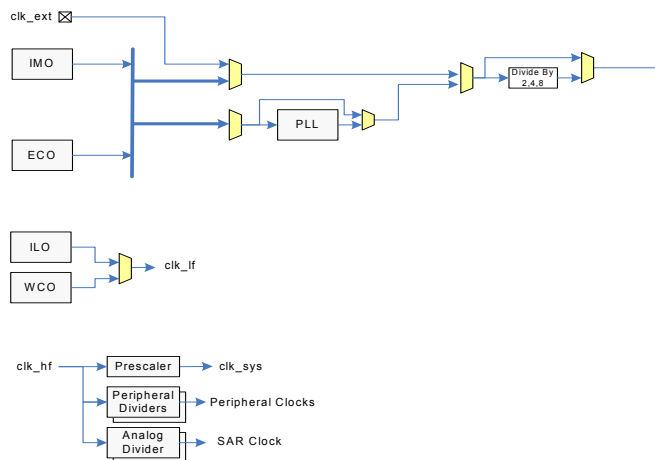 clk_ext
IMO
Divide By
2,4,8
PLL
ECO
ILO
clk_lf
WCO
clk_hf
Prescaler
clk_sys
Peripheral
Dividers
Peripheral Clocks
Analog
Divider
SAR Clock